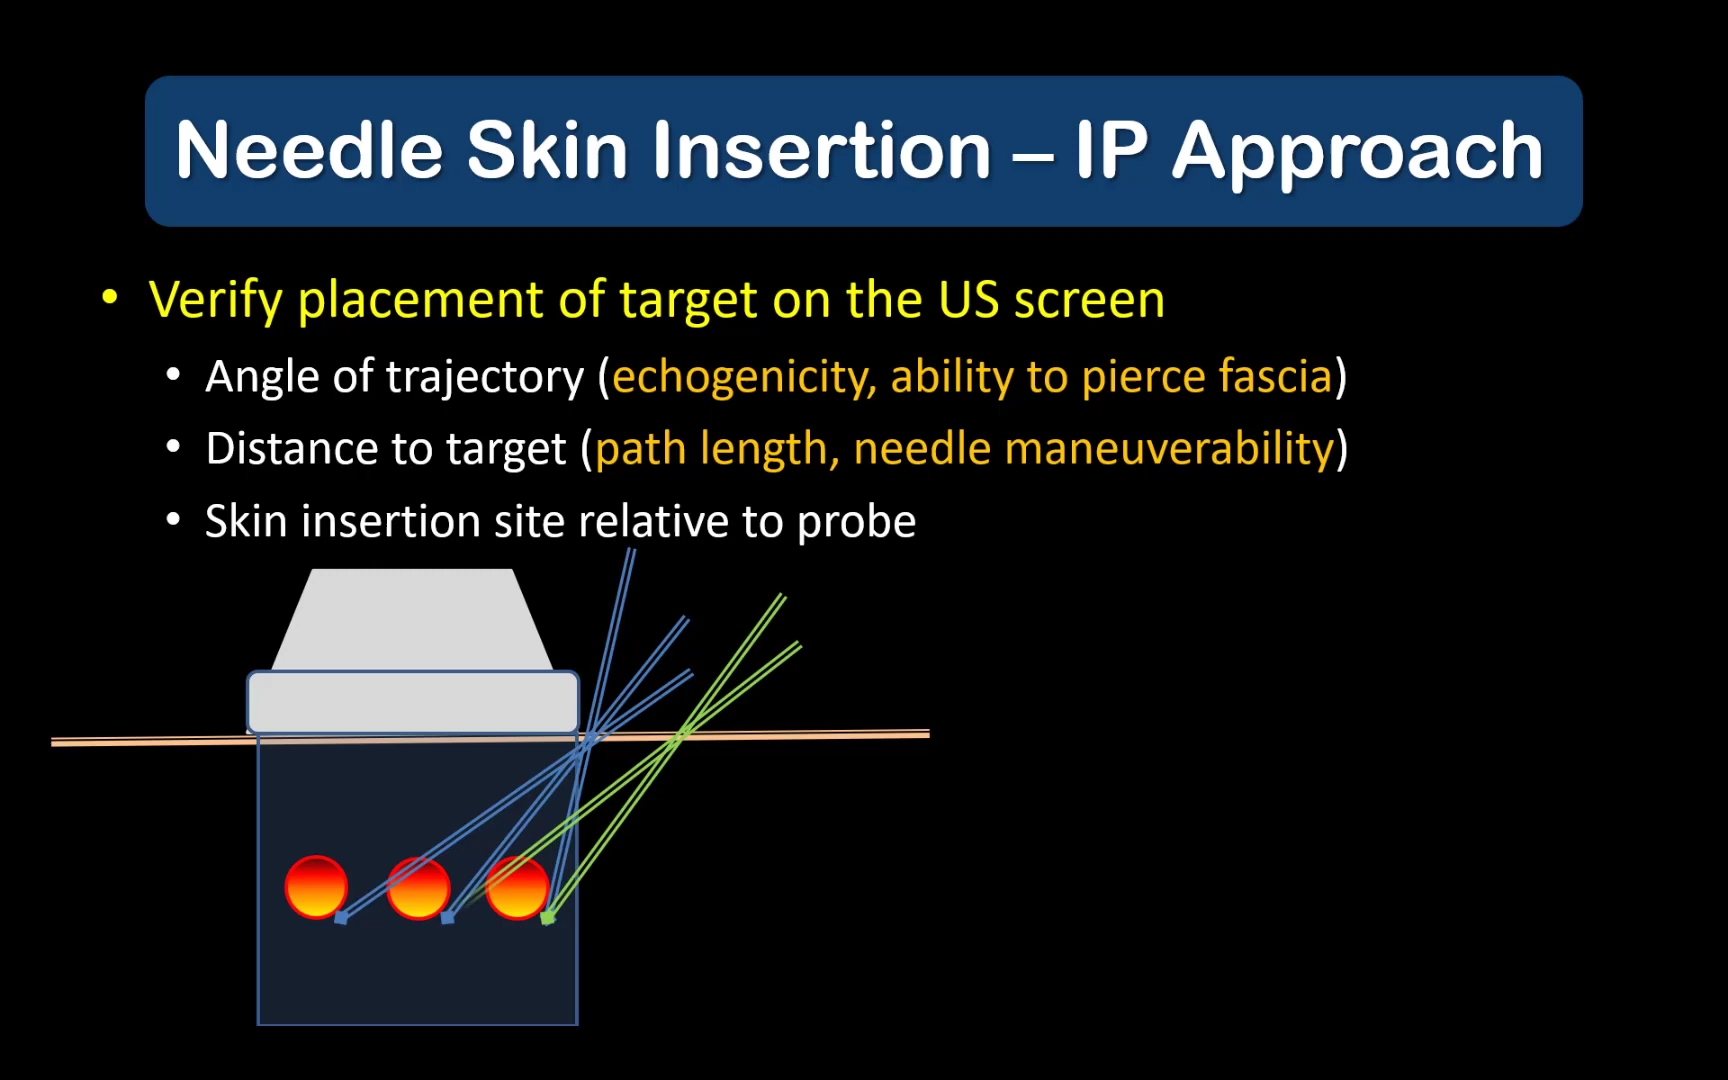 Needle Skin Insertion – IP Approach
• Verify placement of target on the US screen
• Angle of trajectory (echogenicity, ability to pierce fascia)
• Distance to target (path length, needle maneuverability)
• Skin insertion site relative to probe